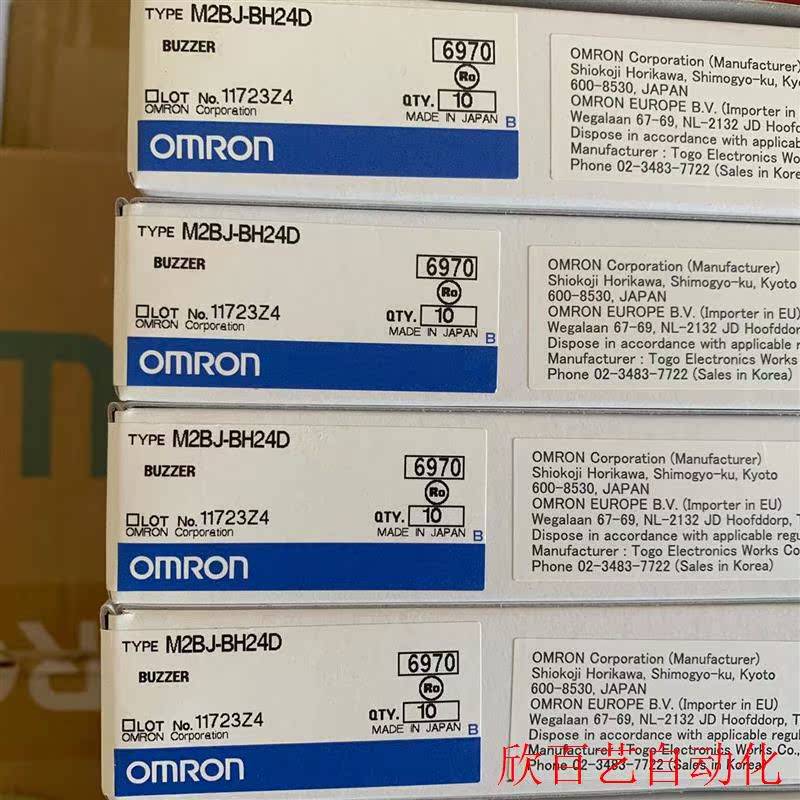 TYPE M2BJ-BH24D
BUZZER
6970
Ro
□LOT No. 11723Z4
QTY. 10
OMRON Corporation
MADE IN JAPAN B
OMRON
OMRON Corporation (Manufacturer)
Shiokoji Horikawa, Shimogyo-ku, Kyoto
600-8530, JAPAN
OMRON EUROPE B.V. (Importer in
Wegalaan 67-69, NL-2132 JD Hoofd
Dispose in accordance with applicable
Manufacturer : Togo Electronics Works
Phone 02-3483-7722 (Sales in Korea
TYPE M2BJ-BH24D
BUZZER
6970
Ro
□LOT No. 11723Z4
QTY. 10
OMRON Corporation
MADE IN JAPAN B
OMRON
OMRON Corporation (Manufacturer)
Shiokoji Horikawa, Shimogyo-ku, Kyoto
600-8530, JAPAN
OMRON EUROPE B.V. (Importer in EU)
Wegalaan 67-69, NL-2132 JD Hoofddorp
Dispose in accordance with applicable r
Manufacturer : Togo Electronics Works
Phone 02-3483-7722 (Sales in Korea)
TYPE M2BJ-BH24D
BUZZER
6970
Ro
□LOT No. 11723Z4
QTY. 10
OMRON Corporation
MADE IN JAPAN B
OMRON
OMRON Corporation (Manufacturer)
Shiokoji Horikawa, Shimogyo-ku, Kyoto
600-8530, JAPAN
OMRON EUROPE B.V. (Importer in EU)
Wegalaan 67-69, NL-2132 JD Hoofddorp, T
Dispose in accordance with applicable regu
Manufacturer : Togo Electronics Works Co
Phone 02-3483-7722 (Sales in Korea)
TYPE M2BJ-BH24D
BUZZER
6970
Ro
□LOT No. 11723Z4
QTY. 10
OMRON Corporation
MADE IN JAPAN B
OMRON
OMRON Corporation (Manufacturer)
Shiokoji Horikawa, Shimogyo-ku, Kyoto
600-8530, JAPAN
OMRON EUROPE B.V. (Importer in EU)
Wegalaan 67-69, NL-2132 JD Hoofddorp, T
Dispose in accordance with applicable regul
Manufacturer : Togo Electronics Works Co.,
Phone 02-3483-7722 (Sales in Korea)
欣百艺自动化